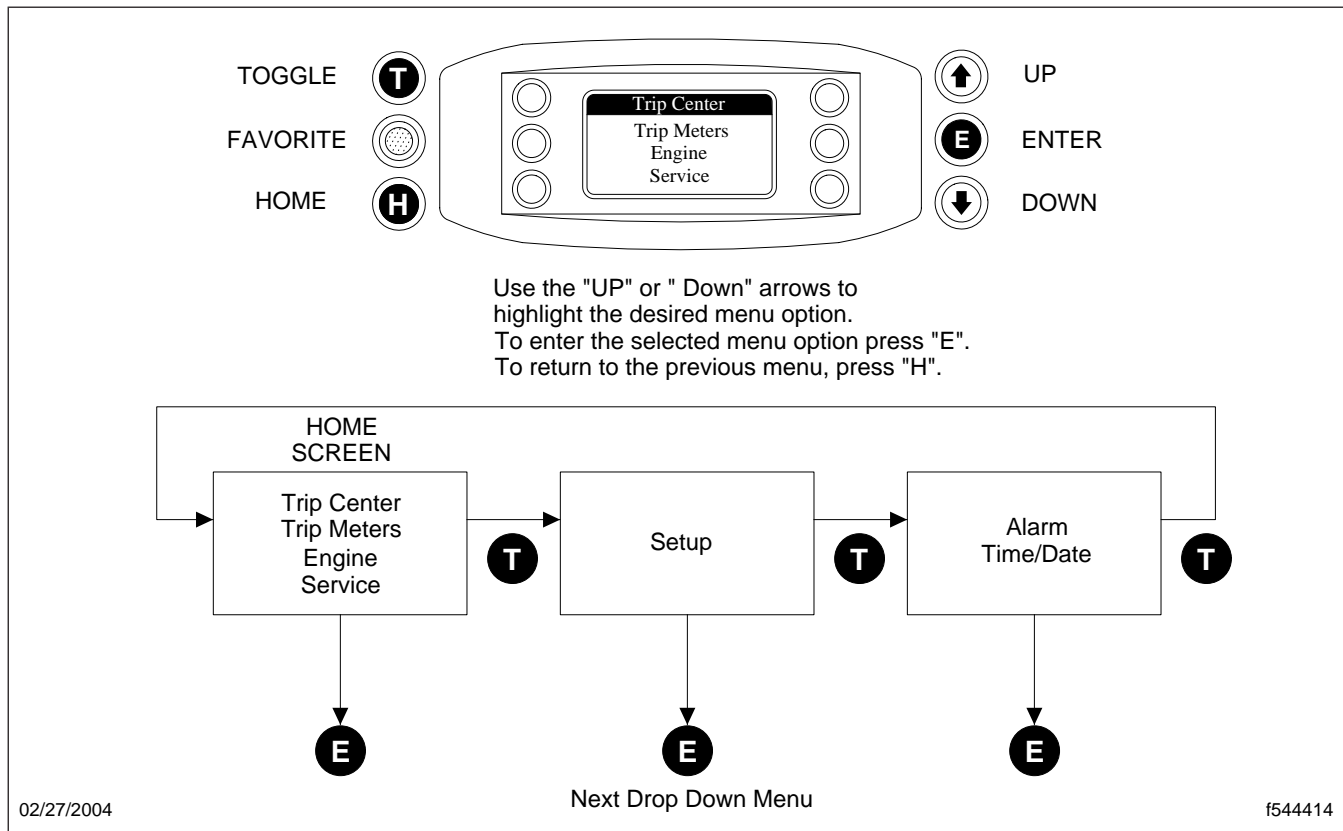 TOGGLE
T
UP
FAVORITE
E
ENTER
HOME
H
DOWN
Trip Center
Trip Meters
Engine
Service
Use the "UP" or " Down" arrows to
highlight the desired menu option.
To enter the selected menu option press "E".
To return to the previous menu, press "H".
HOME
SCREEN
Trip Center
Trip Meters
Engine
Service
T
Setup
T
Alarm
Time/Date
T
E
E
E
Next Drop Down Menu
02/27/2004
f544414